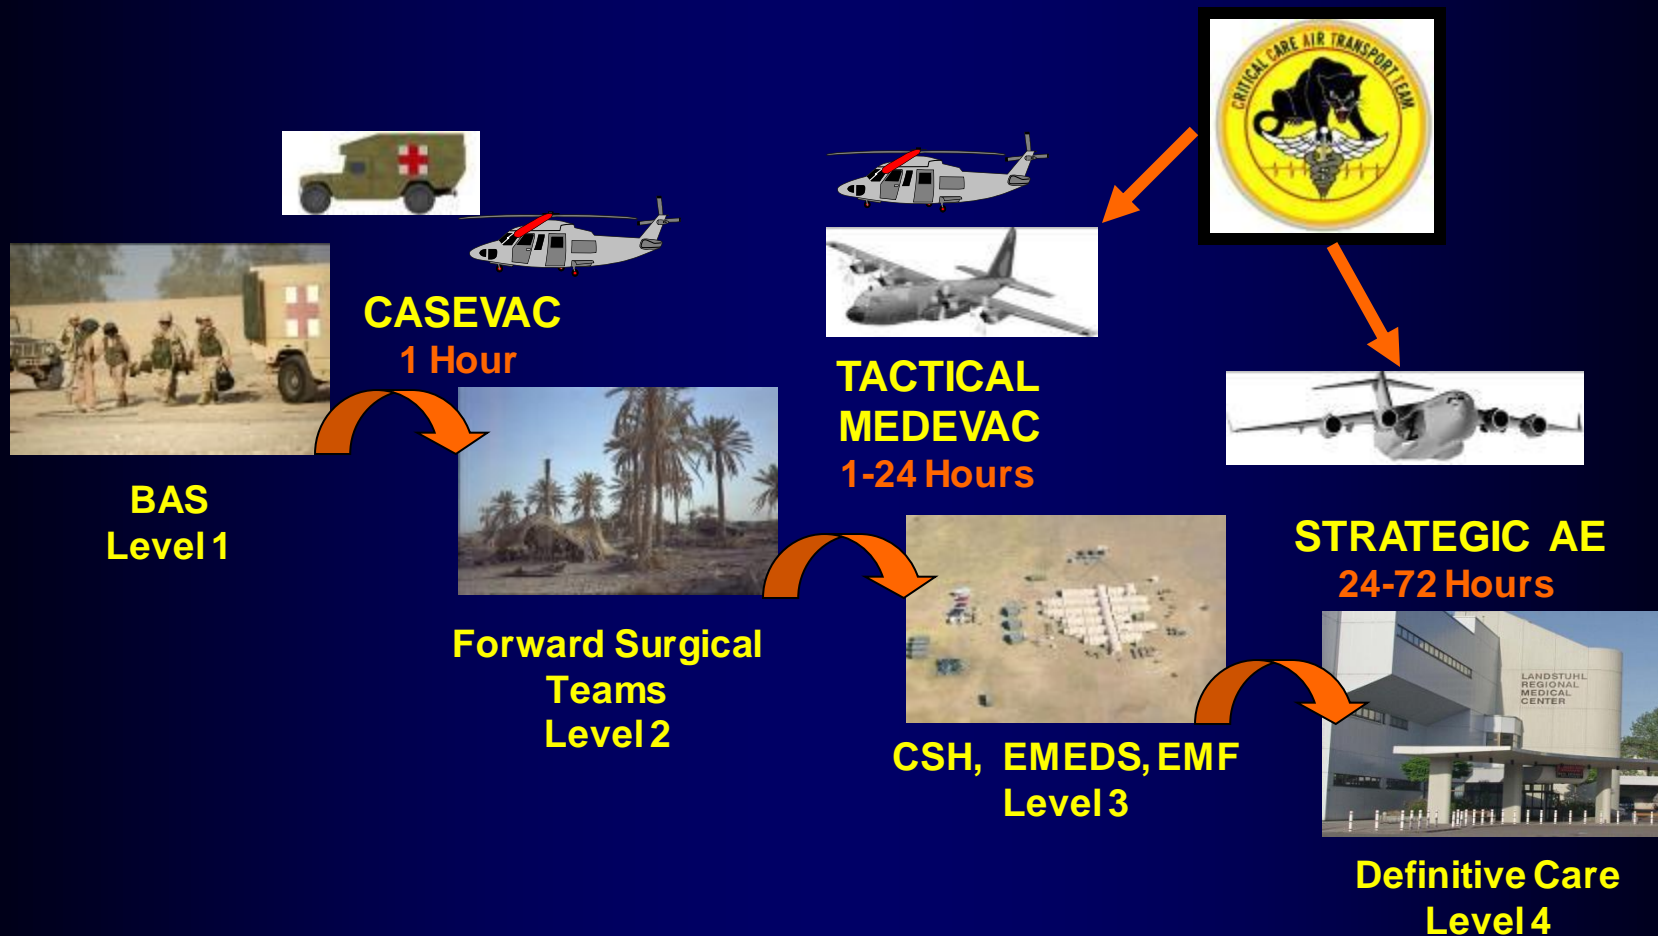 CRITICAL CARE AIR TRANSPORT TEAM
CASEVAC
1 Hour
BAS
Level 1
TACTICAL
MEDEVAC
1-24 Hours
Forward Surgical
Teams
Level 2
STRATEGIC AE
24-72 Hours
CSH, EMEDS, EMF
Level 3
LANDSTUHL
REGIONAL
MEDICAL
CENTER
Definitive Care
Level 4